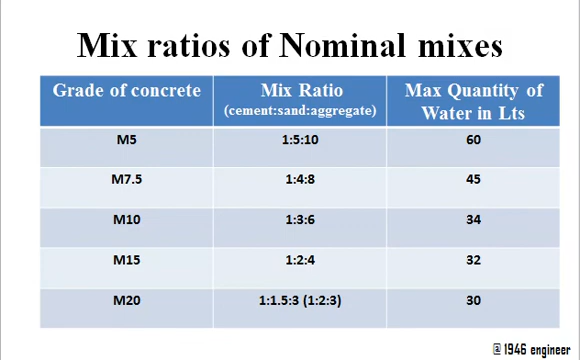 Mix ratios of Nominal mixes
Grade of concrete Mix Ratio Max Quantity of
(cement:sand:aggregate) Water in Lts
M5 1:5:10 60
M7.5 1:4:8 45
M10 1:3:6 34
M15 1:2:4 32
M20 1:1.5:3 (1:2:3) 30
@1946 engineer